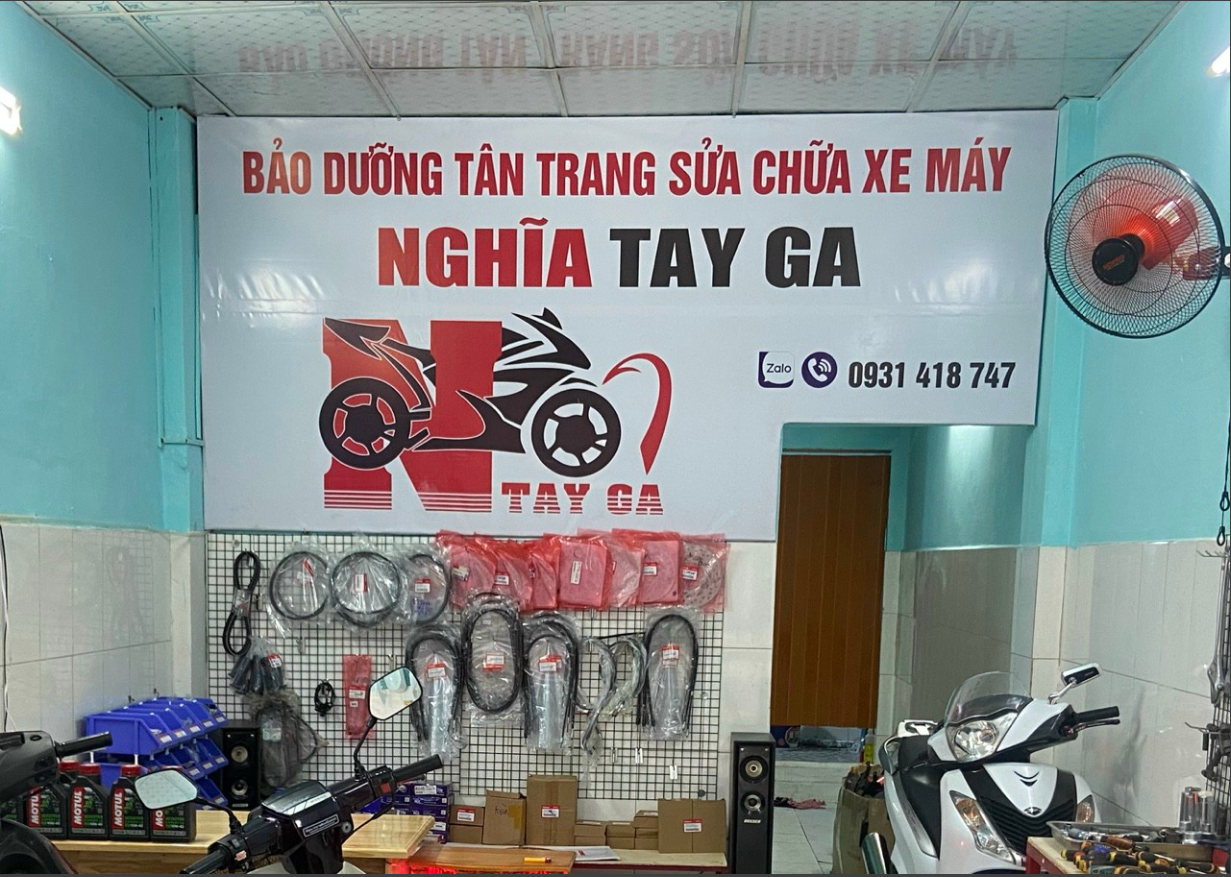 BẢO DƯỠNG TÂN TRANG SỬA CHỮA XE MÁY
NGHĨA TAY GA
Zalo 0931 418 747
N
TAY GA
MOTUL MOTUL MOTUL MOTUL